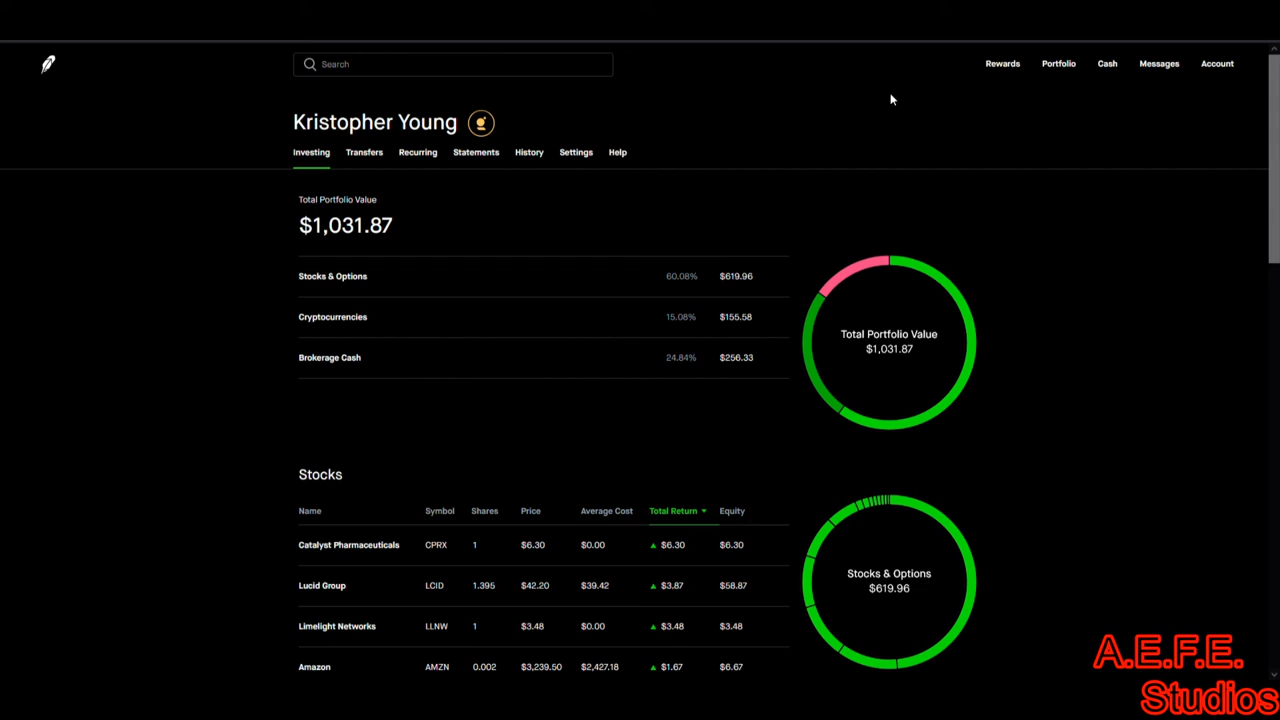 Search
Rewards Portfolio Cash Messages Account
Kristopher Young
Investing Transfers Recurring Statements History Settings Help
Total Portfolio Value
$1,031.87
Stocks & Options 60.08% $619.96
Cryptocurrencies 15.08% $155.58
Brokerage Cash 24.84% $256.33
Total Portfolio Value
$1,031.87
Stocks
Name Symbol Shares Price Average Cost Total Return Equity
Catalyst Pharmaceuticals CPRX 1 $6.30 $0.00 $6.30 $6.30
Lucid Group LCID 1.395 $42.20 $39.42 $3.87 $58.87
Limelight Networks LLNW 1 $3.48 $0.00 $3.48 $3.48
Amazon AMZN 0.002 $3,239.50 $2,427.18 $1.67 $6.67
Stocks & Options
$619.96
A.E.F.E.
Studios